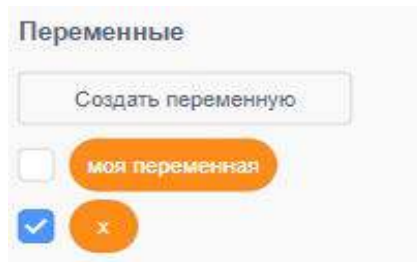 Переменные
Создать переменную
моя переменная
x